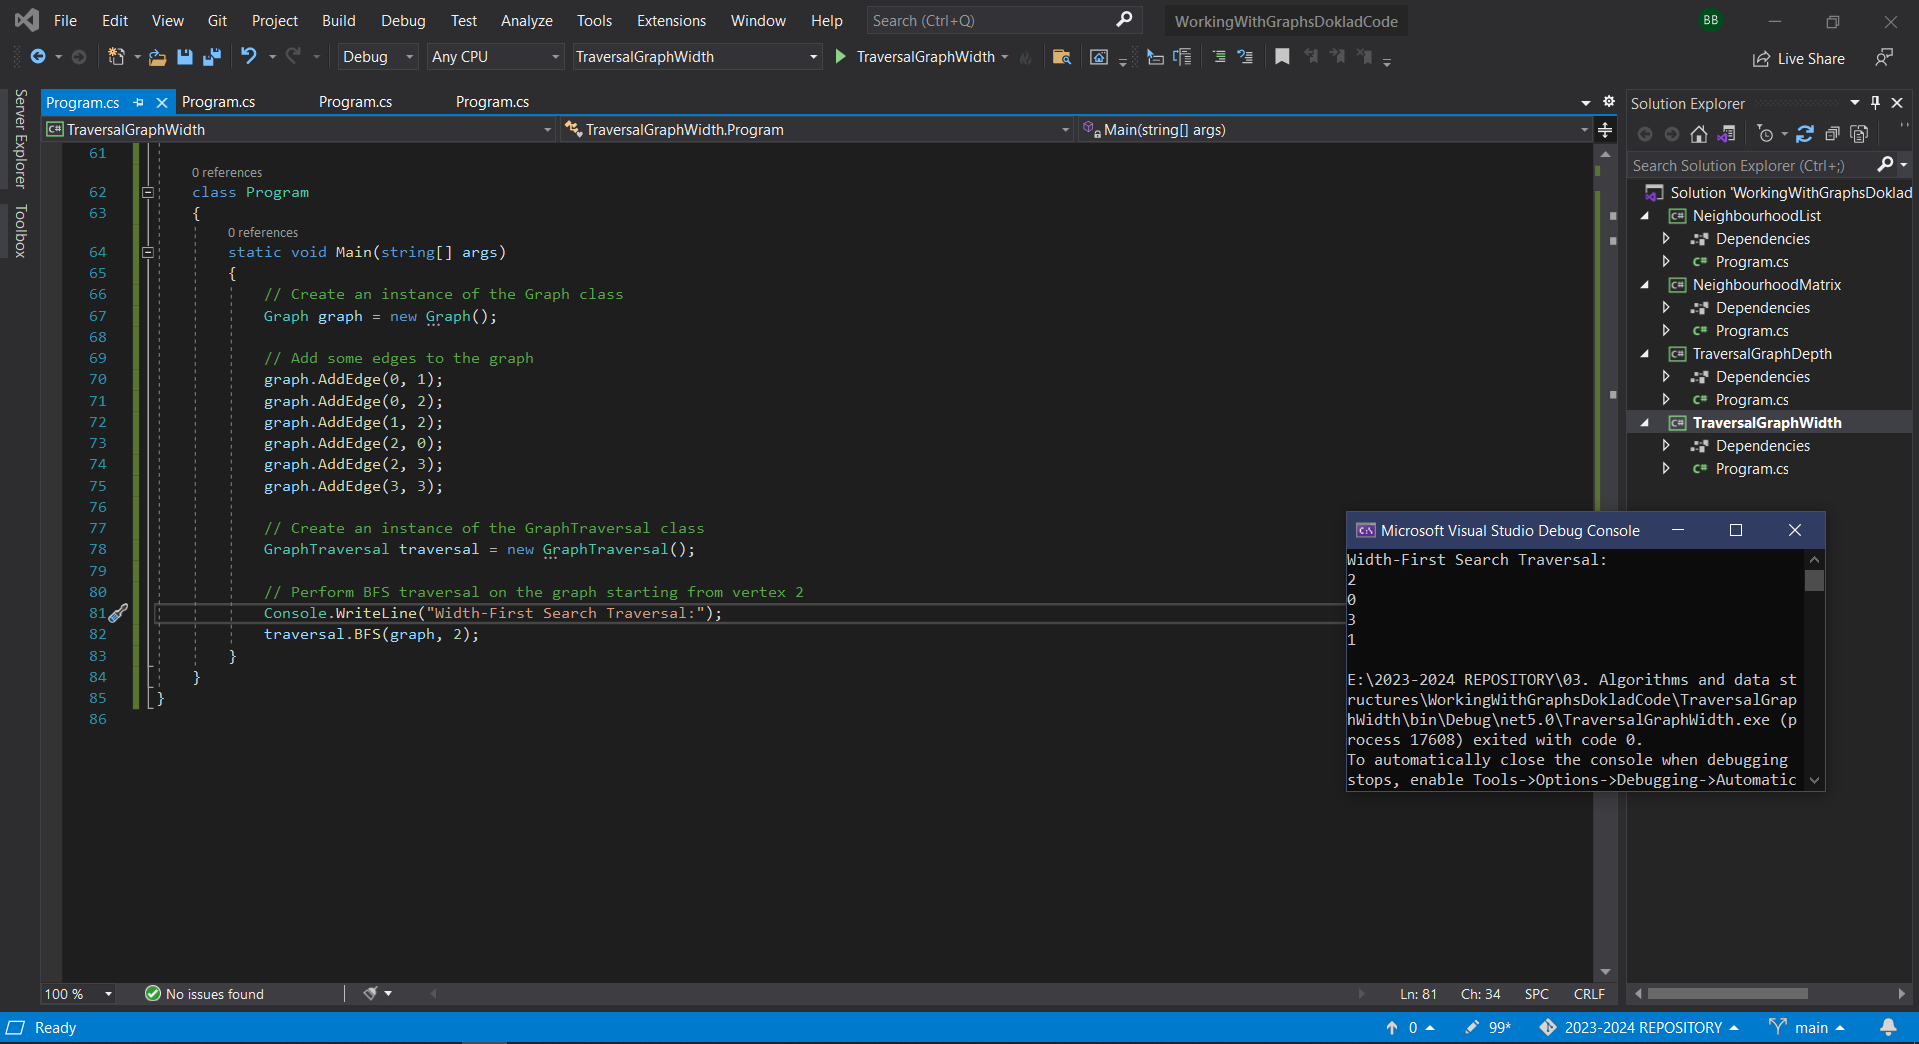 File Edit View Git Project Build Debug Test Analyze Tools Extensions Window Help Search (Ctrl+Q) WorkingWithGraphsDokladCode BB
Debug Any CPU TraversalGraphWidth TraversalGraphWidth Live Share
Server Explorer
Toolbox
Program.cs Program.cs Program.cs Program.cs
C# TraversalGraphWidth TraversalGraphWidth.Program Main(string[] args)
61
0 references
62 class Program
63 {
0 references
64 static void Main(string[] args)
65 {
66 // Create an instance of the Graph class
67 Graph graph = new Graph();
68
69 // Add some edges to the graph
70 graph.AddEdge(0, 1);
71 graph.AddEdge(0, 2);
72 graph.AddEdge(1, 2);
73 graph.AddEdge(2, 0);
74 graph.AddEdge(2, 3);
75 graph.AddEdge(3, 3);
76
77 // Create an instance of the GraphTraversal class
78 GraphTraversal traversal = new GraphTraversal();
79
80 // Perform BFS traversal on the graph starting from vertex 2
81 Console.WriteLine("Width-First Search Traversal:");
82 traversal.BFS(graph, 2);
83 }
84 }
85 }
86
Solution Explorer
Search Solution Explorer (Ctrl+;)
Solution 'WorkingWithGraphsDoklad
C# NeighbourhoodList
Dependencies
C# Program.cs
C# NeighbourhoodMatrix
Dependencies
C# Program.cs
C# TraversalGraphDepth
Dependencies
C# Program.cs
C# TraversalGraphWidth
Dependencies
C# Program.cs
C:\ Microsoft Visual Studio Debug Console
Width-First Search Traversal:
2
0
3
1
E:\2023-2024 REPOSITORY\03. Algorithms and data st
ructures\WorkingWithGraphsDokladCode\TraversalGrap
hWidth\bin\Debug\net5.0\TraversalGraphWidth.exe (p
rocess 17608) exited with code 0.
To automatically close the console when debugging
stops, enable Tools->Options->Debugging->Automatic
100 % No issues found Ln: 81 Ch: 34 SPC CRLF
Ready 0 99* 2023-2024 REPOSITORY main